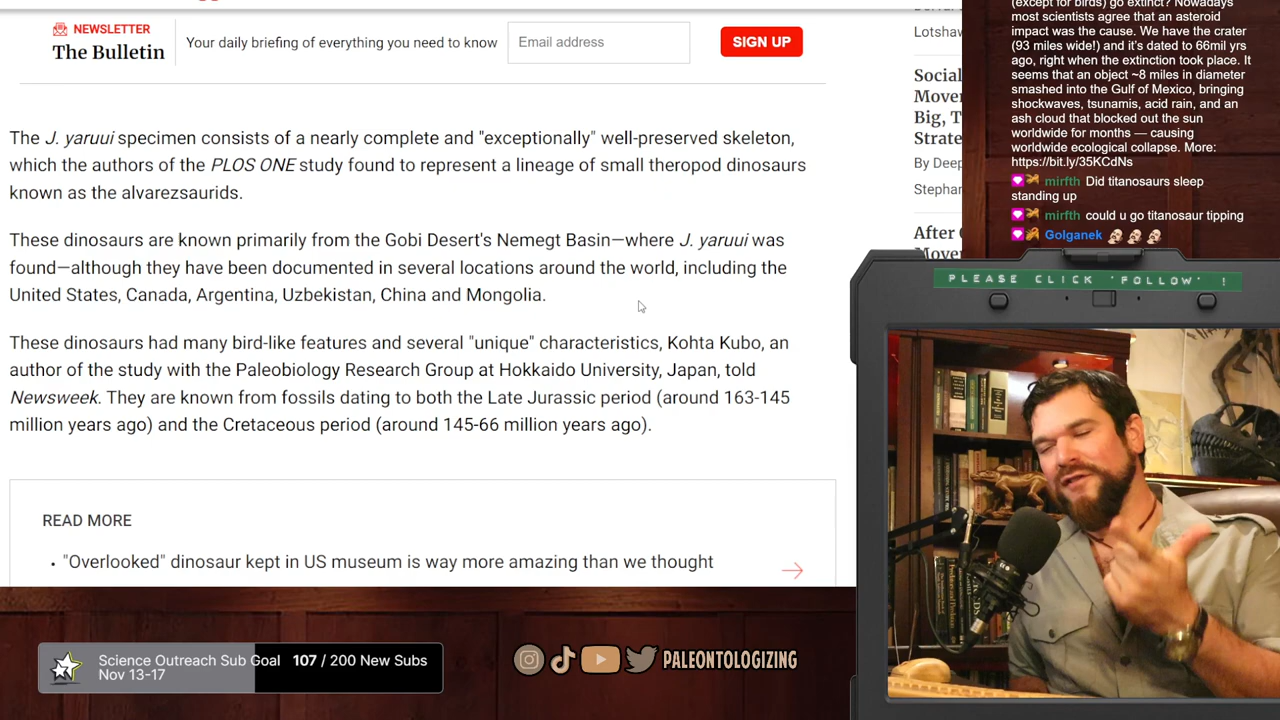 NEWSLETTER
The Bulletin
Your daily briefing of everything you need to know
Email address
SIGN UP
The J. yaruui specimen consists of a nearly complete and "exceptionally" well-preserved skeleton,
which the authors of the PLOS ONE study found to represent a lineage of small theropod dinosaurs
known as the alvarezsaurids.
These dinosaurs are known primarily from the Gobi Desert's Nemegt Basin—where J. yaruui was
found—although they have been documented in several locations around the world, including the
United States, Canada, Argentina, Uzbekistan, China and Mongolia.
These dinosaurs had many bird-like features and several "unique" characteristics, Kohta Kubo, an
author of the study with the Paleobiology Research Group at Hokkaido University, Japan, told
Newsweek. They are known from fossils dating to both the Late Jurassic period (around 163-145
million years ago) and the Cretaceous period (around 145-66 million years ago).
READ MORE
• "Overlooked" dinosaur kept in US museum is way more amazing than we thought
Lotshaw
Social
Movem
Big, T
Strate
By Deep
Stephan
After
Movem
(except for birds) go extinct? Nowadays
most scientists agree that an asteroid
impact was the cause. We have the crater
(93 miles wide!) and it's dated to 66mil yrs
ago, right when the extinction took place. It
seems that an object ~8 miles in diameter
smashed into the Gulf of Mexico, bringing
shockwaves, tsunamis, acid rain, and an
ash cloud that blocked out the sun
worldwide for months — causing
worldwide ecological collapse. More:
https://bit.ly/35KCdNs
mirfth Did titanosaurs sleep
standing up
mirfth could u go titanosaur tipping
Golganek
PLEASE CLICK 'FOLLOW' !
Science Outreach Sub Goal 107 / 200 New Subs
Nov 13-17
PALEONTOLOGIZING